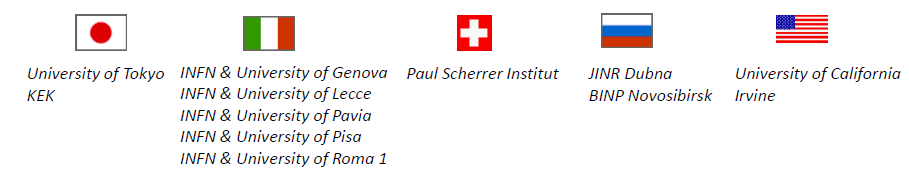 University of Tokyo
KEK
INFN & University of Genova
INFN & University of Lecce
INFN & University of Pavia
INFN & University of Pisa
INFN & University of Roma 1
Paul Scherrer Institut
JINR Dubna
BINP Novosibirsk
University of California
Irvine